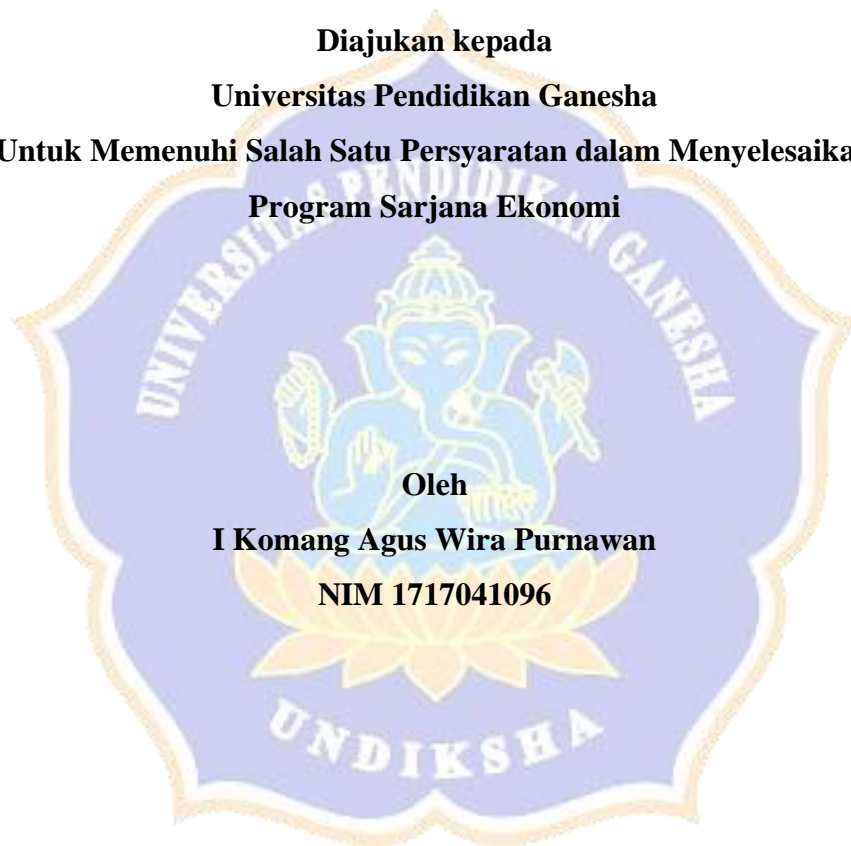 Diajukan kepada
Universitas Pendidikan Ganesha
Untuk Memenuhi Salah Satu Persyaratan dalam Menyelesaika
Program Sarjana Ekonomi
UNIVERSITAS PENDIDIKAN GANESHA
Oleh
I Komang Agus Wira Purnawan
NIM 1717041096
UNDIKSHA